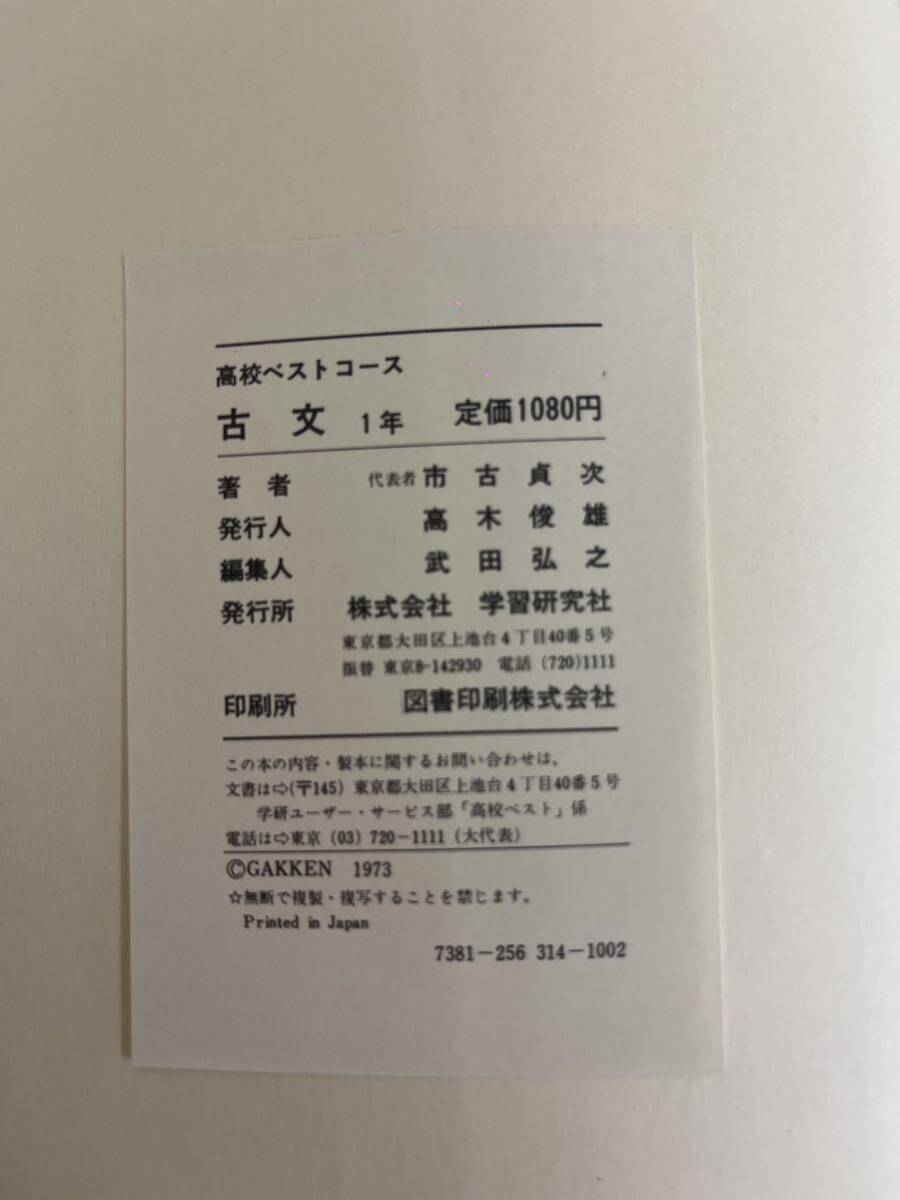 高校ベストコース
古文 1年 定価1080円
著者 代表者 市古貞次
発行人 高木俊雄
編集人 武田弘之
発行所 株式会社 学習研究社
東京都大田区上池台4丁目40番5号
振替 東京8-142930 電話 (720)1111
印刷所 図書印刷株式会社
この本の内容・製本に関するお問い合わせは、
文書は⇨(〒145) 東京都大田区上池台4丁目40番5号
学研ユーザー・サービス部「高校ベスト」係
電話は⇨東京 (03) 720-1111 (大代表)
©GAKKEN 1973
☆無断で複製・複写することを禁じます。
Printed in Japan
7381-256 314-1002